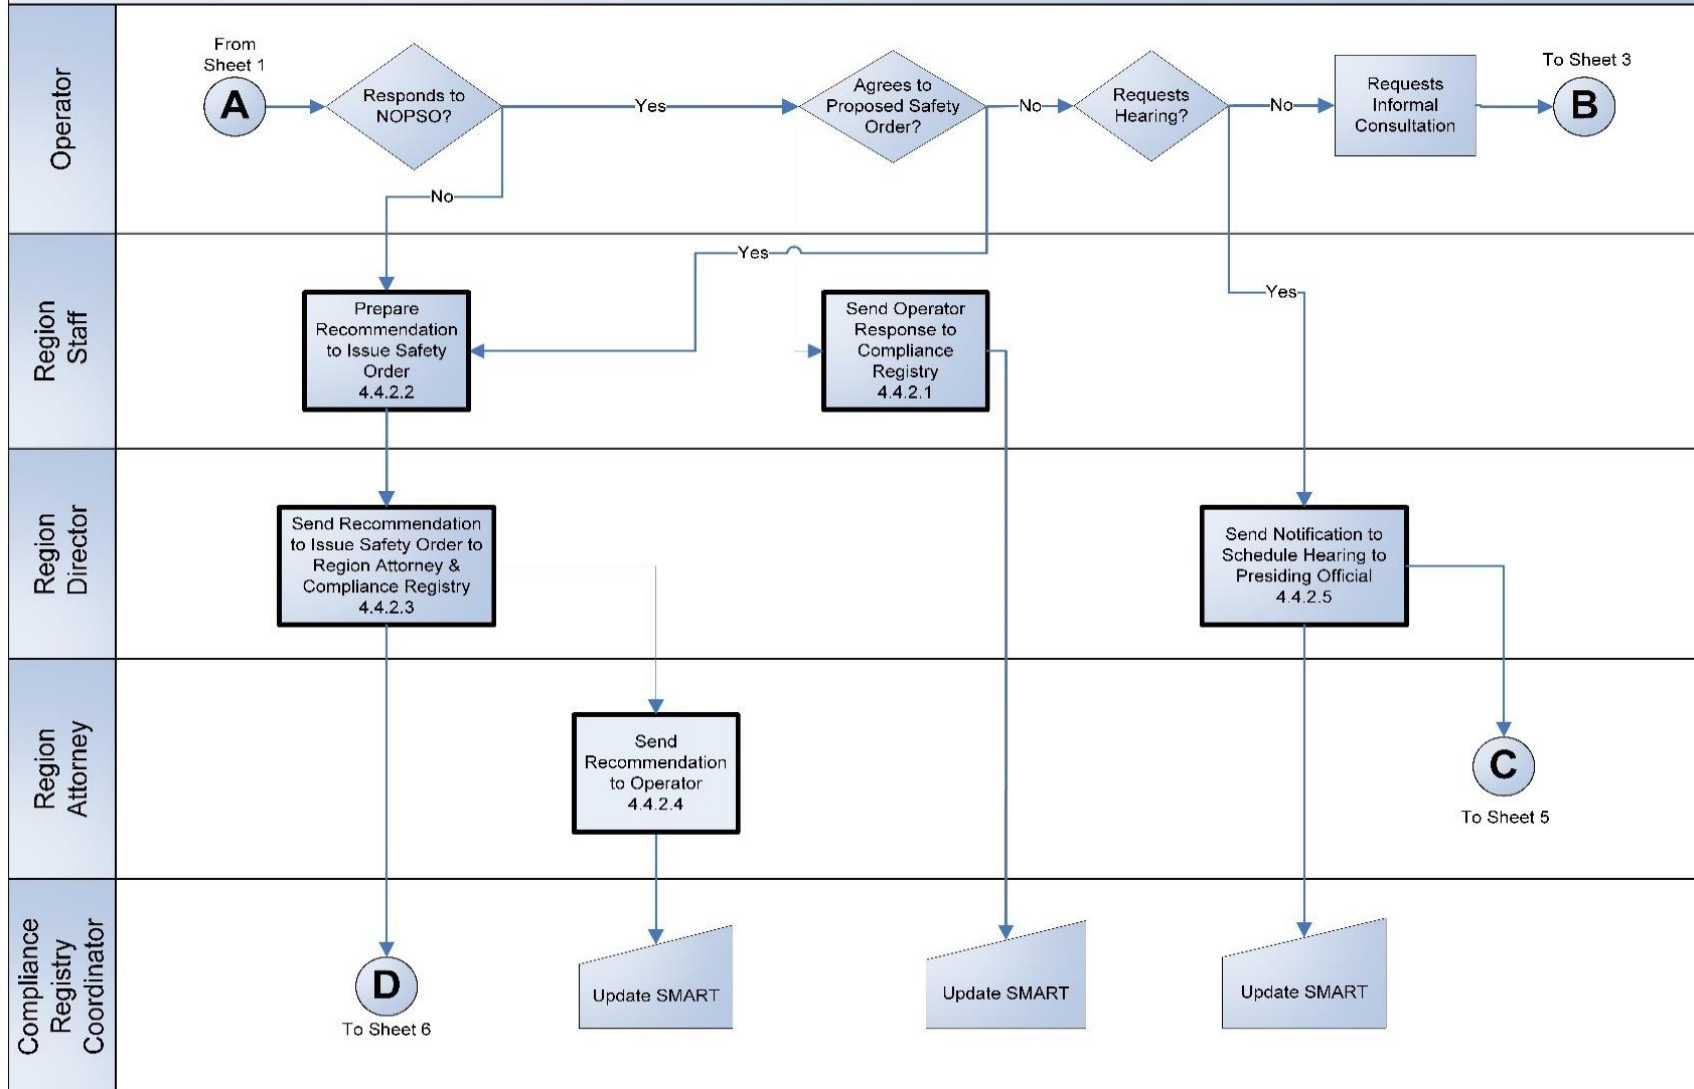 Operator
From
Sheet 1
A
Responds to
NOPSO?
Yes
No
Agrees to
Proposed Safety
Order?
No
Requests
Hearing?
No
Requests
Informal
Consultation
To Sheet 3
B
Region
Staff
Yes
Yes
Prepare
Recommendation
to Issue Safety
Order
4.4.2.2
Send Operator
Response to
Compliance
Registry
4.4.2.1
Region
Director
Send Recommendation
to Issue Safety Order to
Region Attorney &
Compliance Registry
4.4.2.3
Send Notification to
Schedule Hearing to
Presiding Official
4.4.2.5
Region
Attorney
Send
Recommendation
to Operator
4.4.2.4
C
To Sheet 5
Compliance
Registry
Coordinator
D
To Sheet 6
Update SMART
Update SMART
Update SMART